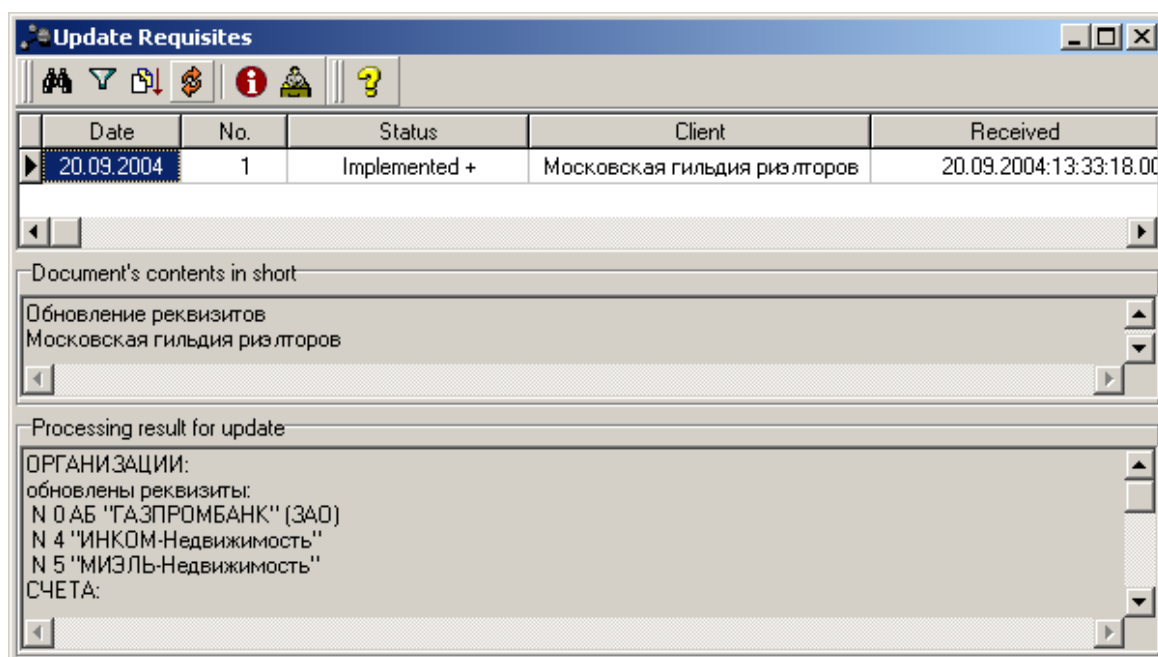 Update Requisites
Date No. Status Client Received
20.09.2004 1 Implemented + Московская гильдия риэлторов 20.09.2004:13:33:18.00
Document's contents in short
Обновление реквизитов
Московская гильдия риэлторов
Processing result for update
ОРГАНИЗАЦИИ:
обновлены реквизиты:
N 0 АБ "ГАЗПРОМБАНК" (ЗАО)
N 4 "ИНКОМ-Недвижимость"
N 5 "МИЭЛЬ-Недвижимость"
СЧЕТА: